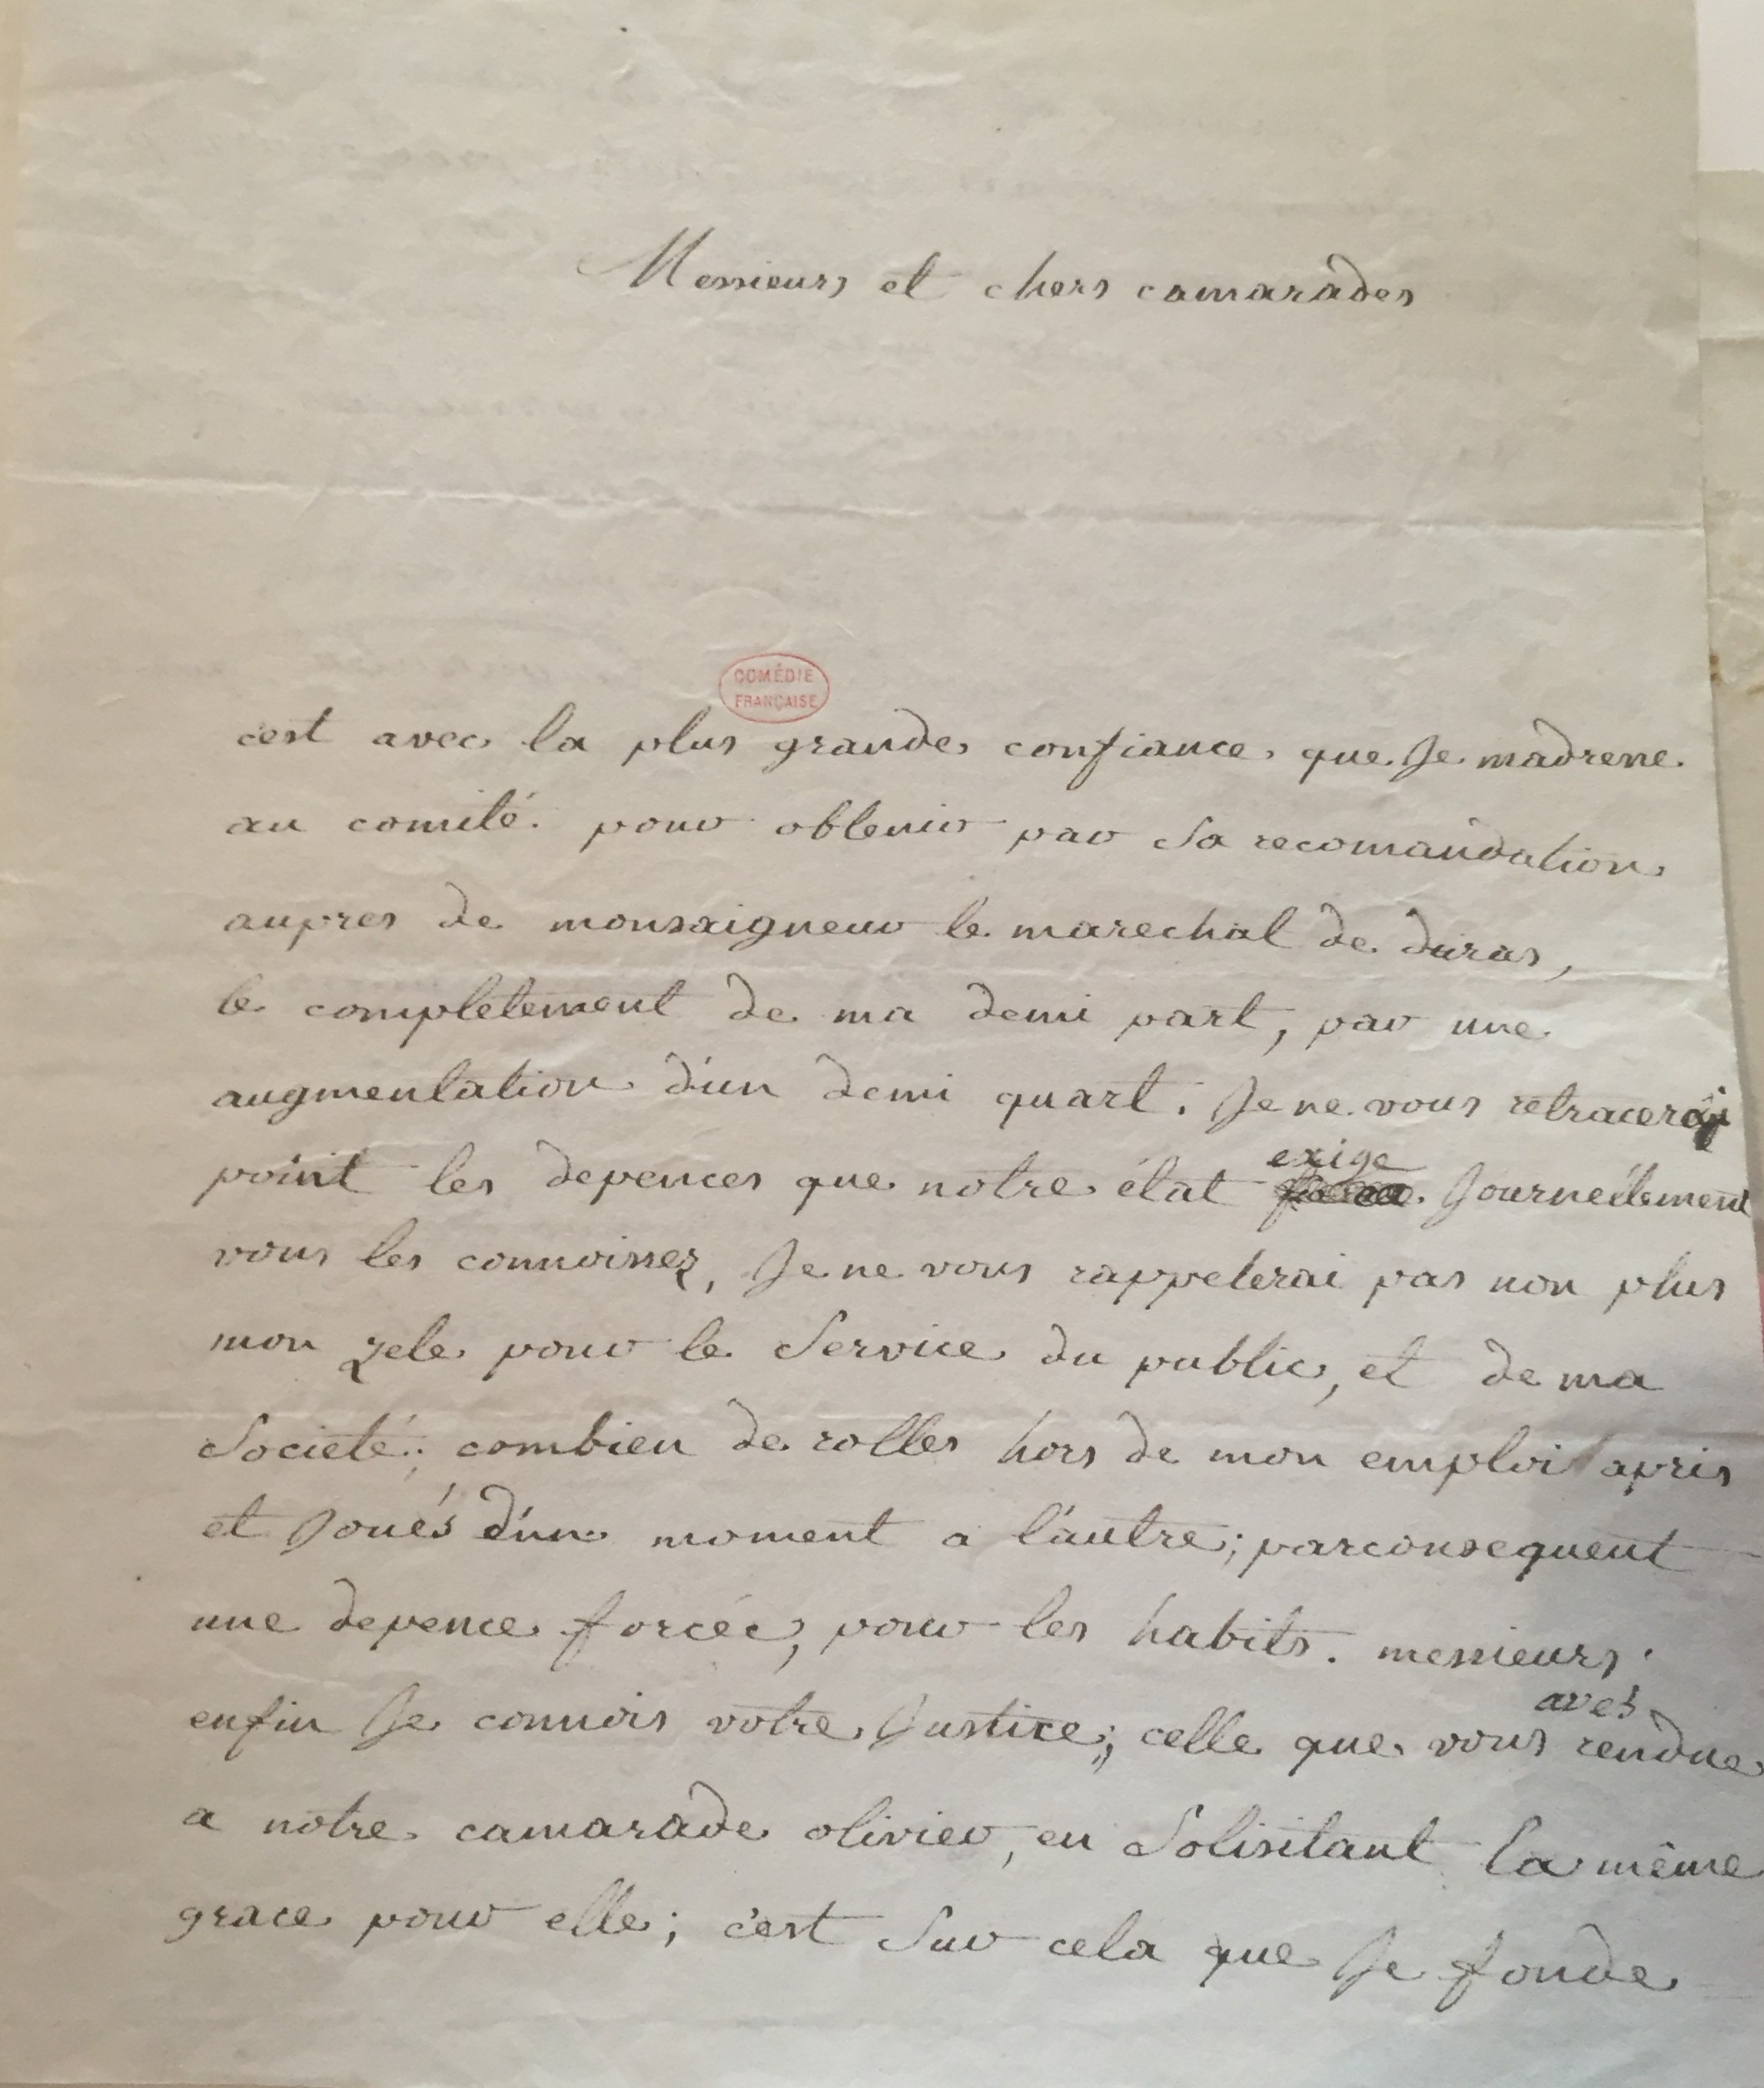 Messieurs et chers camarades
COMÉDIE
FRANÇAISE
c'est avec la plus grande confiance que Je madresse
au comité pour obtenir par Sa recomandation
aupres de monsaigneur le marechal de duras,
le completement de ma demi part, par une
augmentation d'un demi quart. Je ne vous retracerai
point les depences que notre état exige Journéllement
vous les connoissez, Je ne vous rappelerai pas non plus
mon zele pour le Service du public, et de ma
Societé; combien de rolles hors de mon emploi apris
et Joués d'un moment a l'autre; parconsequent
une depence forcée, pour les habits. messieurs
enfin Je connois votre Justice; celle que vous avés rendue
a notre camarade olivier, en Solisitant la même
grace pour elle; c'est Sur cela que Je fonde